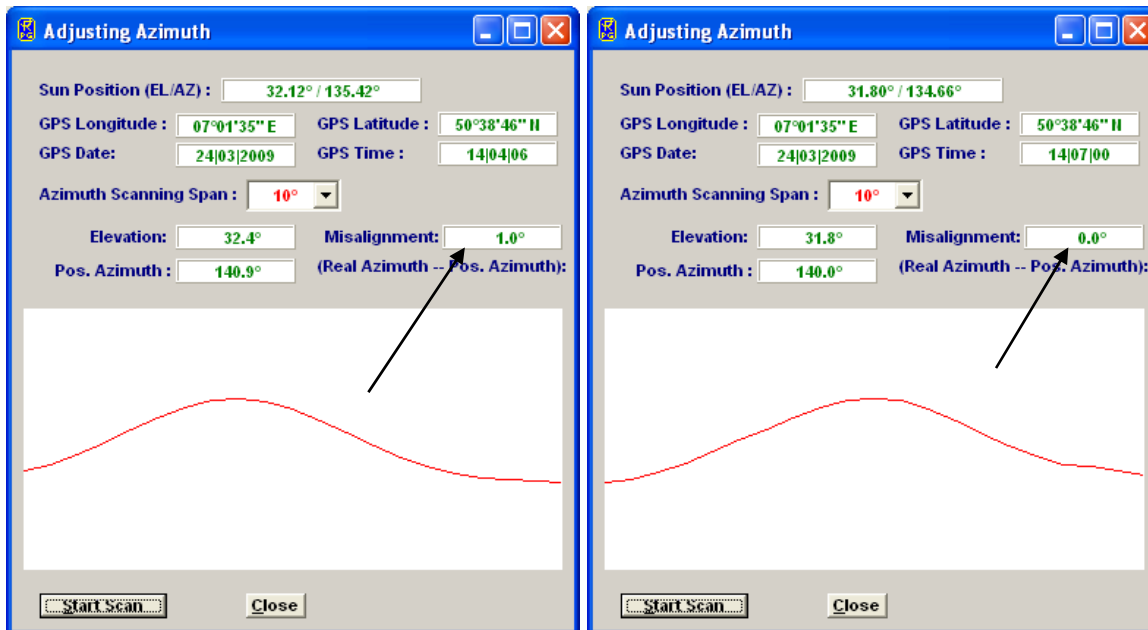 Adjusting Azimuth
Sun Position (EL/AZ) : 32.12° / 135.42°
GPS Longitude : 07°01'35" E GPS Latitude : 50°38'46" N
GPS Date: 24|03|2009 GPS Time : 14|04|06
Azimuth Scanning Span : 10°
Elevation: 32.4° Misalignment: 1.0°
Pos. Azimuth : 140.9° (Real Azimuth -- Pos. Azimuth):
Start Scan Close
Adjusting Azimuth
Sun Position (EL/AZ) : 31.80° / 134.66°
GPS Longitude : 07°01'35" E GPS Latitude : 50°38'46" N
GPS Date: 24|03|2009 GPS Time : 14|07|00
Azimuth Scanning Span : 10°
Elevation: 31.8° Misalignment: 0.0°
Pos. Azimuth : 140.0° (Real Azimuth -- Pos. Azimuth):
Start Scan Close